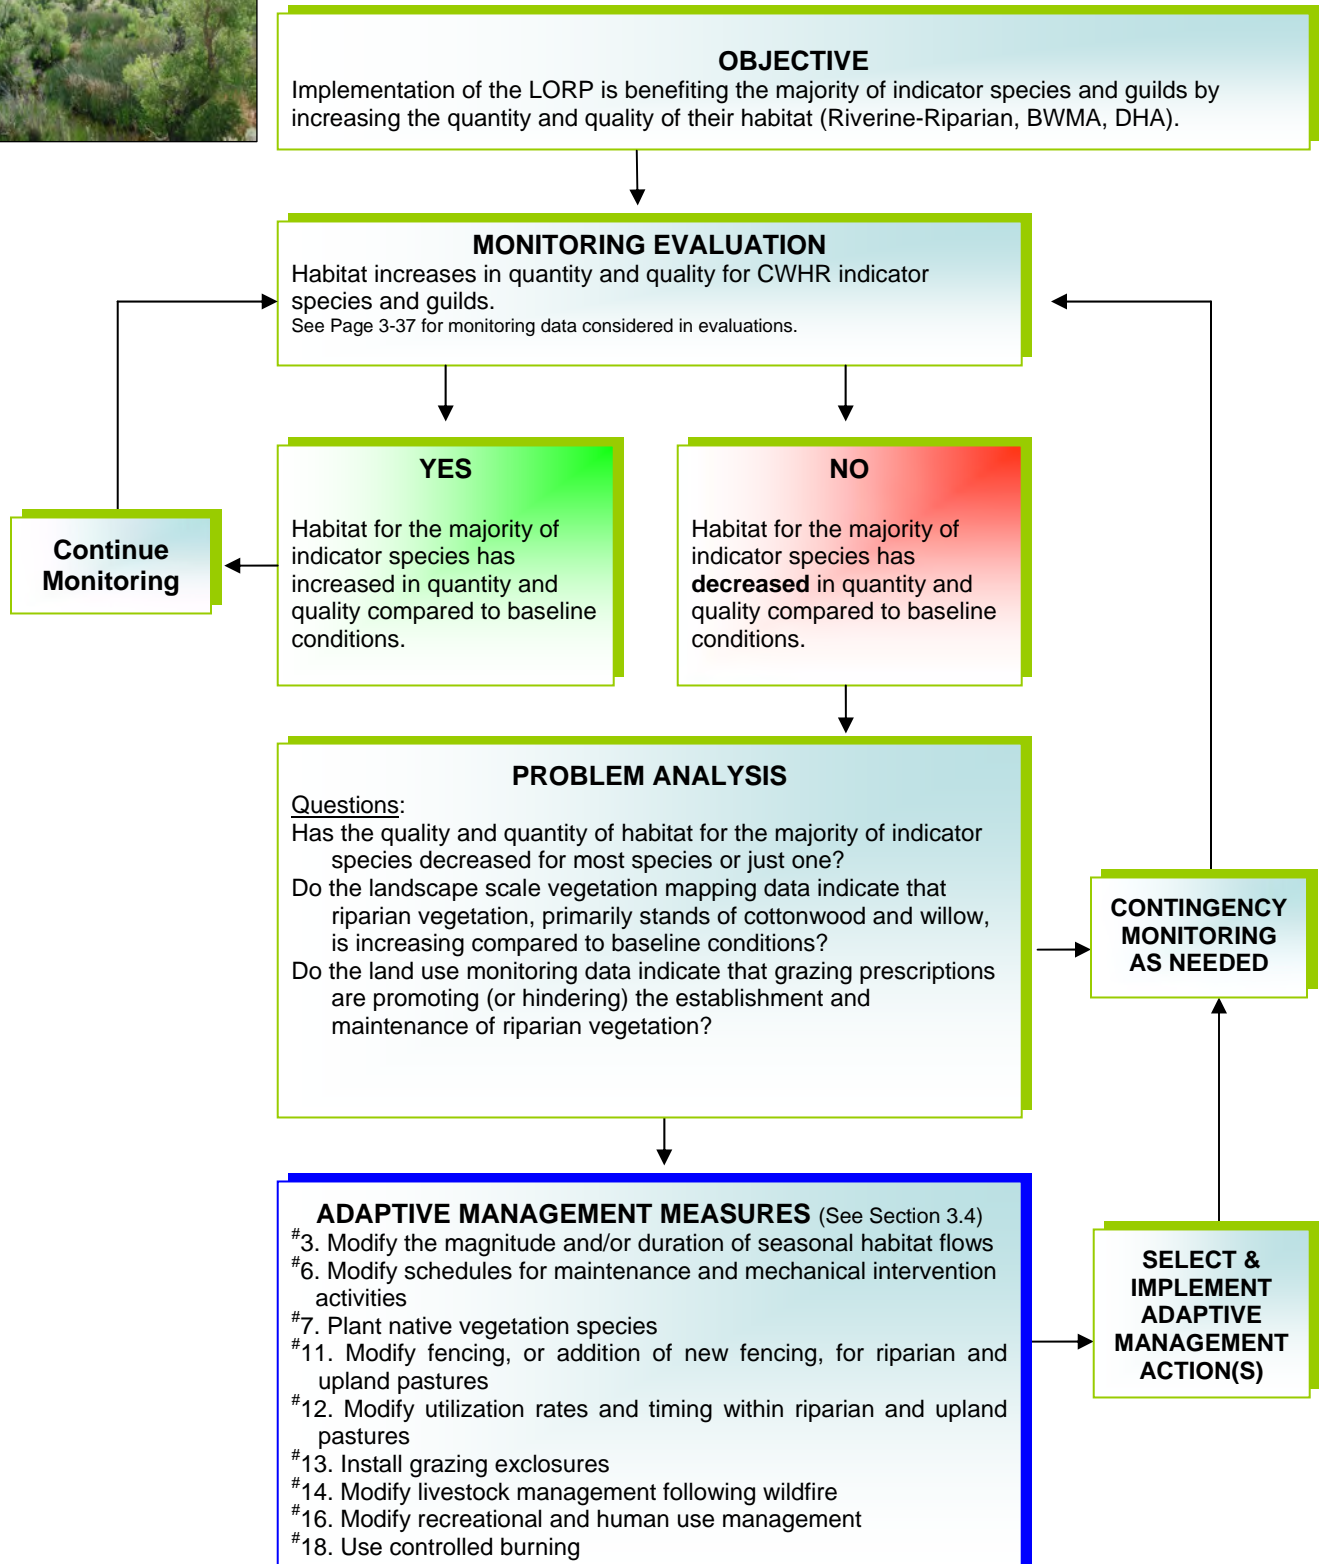 OBJECTIVE
Implementation of the LORP is benefiting the majority of indicator species and guilds by
increasing the quantity and quality of their habitat (Riverine-Riparian, BWMA, DHA).
MONITORING EVALUATION
Habitat increases in quantity and quality for CWHR indicator
species and guilds.
See Page 3-37 for monitoring data considered in evaluations.
YES
Habitat for the majority of
indicator species has
increased in quantity and
quality compared to baseline
conditions.
NO
Habitat for the majority of
indicator species has
decreased in quantity and
quality compared to baseline
conditions.
Continue
Monitoring
PROBLEM ANALYSIS
Questions:
Has the quality and quantity of habitat for the majority of indicator
species decreased for most species or just one?
Do the landscape scale vegetation mapping data indicate that
riparian vegetation, primarily stands of cottonwood and willow,
is increasing compared to baseline conditions?
Do the land use monitoring data indicate that grazing prescriptions
are promoting (or hindering) the establishment and
maintenance of riparian vegetation?
CONTINGENCY
MONITORING
AS NEEDED
ADAPTIVE MANAGEMENT MEASURES (See Section 3.4)
#3. Modify the magnitude and/or duration of seasonal habitat flows
#6. Modify schedules for maintenance and mechanical intervention
activities
#7. Plant native vegetation species
#11. Modify fencing, or addition of new fencing, for riparian and
upland pastures
#12. Modify utilization rates and timing within riparian and upland
pastures
#13. Install grazing exclosures
#14. Modify livestock management following wildfire
#16. Modify recreational and human use management
#18. Use controlled burning
SELECT &
IMPLEMENT
ADAPTIVE
MANAGEMENT
ACTION(S)